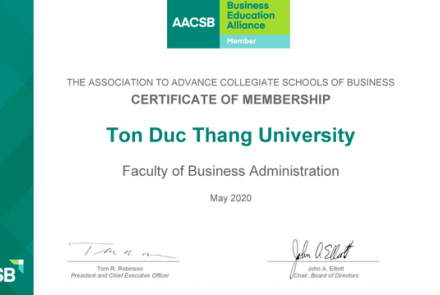 AACSB
Business
Education
Alliance
Member
THE ASSOCIATION TO ADVANCE COLLEGIATE SCHOOLS OF BUSINESS
CERTIFICATE OF MEMBERSHIP
Ton Duc Thang University
Faculty of Business Administration
May 2020
John A. Elliott
Tom R. Robinson
President and Chief Executive Officer
John A. Elliott
Chair, Board of Directors
SB